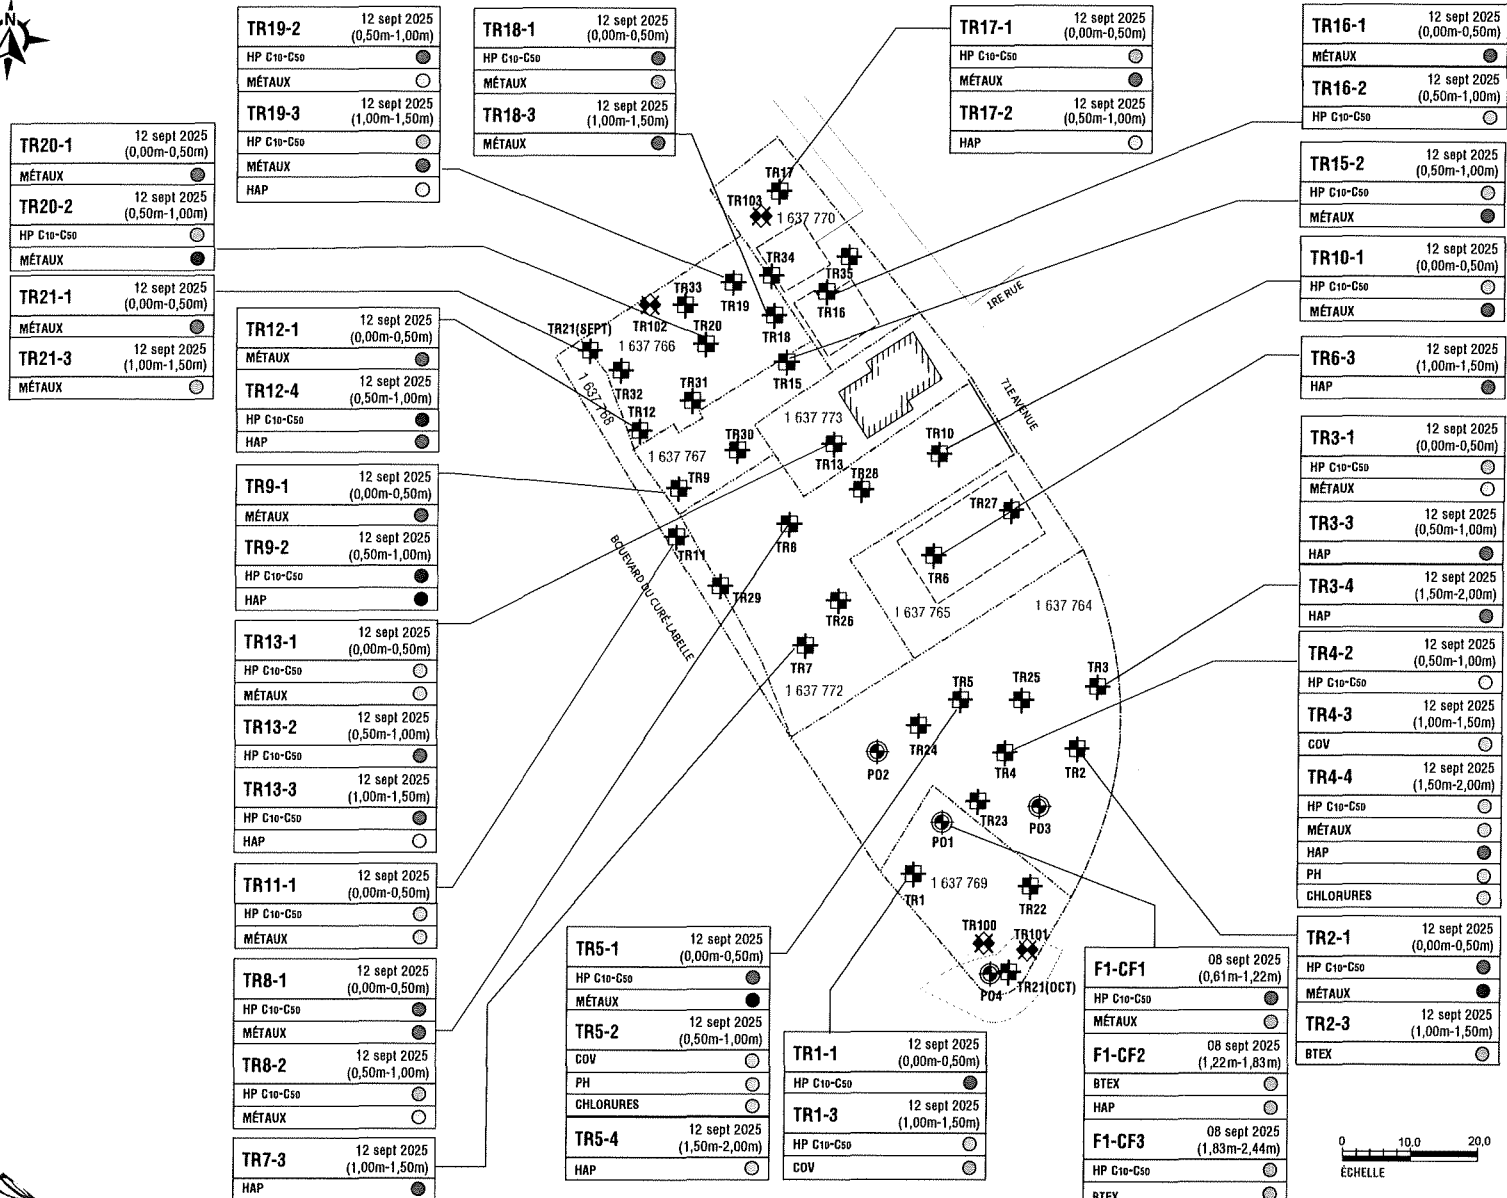 N
TR19-2 12 sept 2025
(0,50m-1,00m)
HP C10-C50
MÉTAUX
TR19-3 12 sept 2025
(1,00m-1,50m)
HP C10-C50
MÉTAUX
HAP
TR18-1 12 sept 2025
(0,00m-0,50m)
HP C10-C50
MÉTAUX
TR18-3 12 sept 2025
(1,00m-1,50m)
MÉTAUX
TR17-1 12 sept 2025
(0,00m-0,50m)
HP C10-C50
MÉTAUX
TR17-2 12 sept 2025
(0,50m-1,00m)
HAP
TR16-1 12 sept 2025
(0,00m-0,50m)
MÉTAUX
TR16-2 12 sept 2025
(0,50m-1,00m)
HP C10-C50
TR15-2 12 sept 2025
(0,50m-1,00m)
HP C10-C50
MÉTAUX
TR10-1 12 sept 2025
(0,00m-0,50m)
HP C10-C50
MÉTAUX
TR6-3 12 sept 2025
(1,00m-1,50m)
HAP
TR3-1 12 sept 2025
(0,00m-0,50m)
HP C10-C50
MÉTAUX
TR3-3 12 sept 2025
(0,50m-1,00m)
HAP
TR3-4 12 sept 2025
(1,50m-2,00m)
HAP
TR4-2 12 sept 2025
(0,50m-1,00m)
HP C10-C50
TR4-3 12 sept 2025
(1,00m-1,50m)
COV
TR4-4 12 sept 2025
(1,50m-2,00m)
HP C10-C50
MÉTAUX
HAP
PH
CHLORURES
TR2-1 12 sept 2025
(0,00m-0,50m)
HP C10-C50
MÉTAUX
TR2-3 12 sept 2025
(1,00m-1,50m)
BTEX
TR20-1 12 sept 2025
(0,00m-0,50m)
MÉTAUX
TR20-2 12 sept 2025
(0,50m-1,00m)
HP C10-C50
MÉTAUX
TR21-1 12 sept 2025
(0,00m-0,50m)
MÉTAUX
TR21-3 12 sept 2025
(1,00m-1,50m)
MÉTAUX
TR12-1 12 sept 2025
(0,00m-0,50m)
MÉTAUX
TR12-4 12 sept 2025
(0,50m-1,00m)
HP C10-C50
HAP
TR9-1 12 sept 2025
(0,00m-0,50m)
MÉTAUX
TR9-2 12 sept 2025
(0,50m-1,00m)
HP C10-C50
HAP
TR13-1 12 sept 2025
(0,00m-0,50m)
HP C10-C50
MÉTAUX
TR13-2 12 sept 2025
(0,50m-1,00m)
HP C10-C50
TR13-3 12 sept 2025
(1,00m-1,50m)
HP C10-C50
HAP
TR11-1 12 sept 2025
(0,00m-0,50m)
HP C10-C50
MÉTAUX
TR8-1 12 sept 2025
(0,00m-0,50m)
HP C10-C50
MÉTAUX
TR8-2 12 sept 2025
(0,50m-1,00m)
HP C10-C50
MÉTAUX
TR7-3 12 sept 2025
(1,00m-1,50m)
HAP
TR5-1 12 sept 2025
(0,00m-0,50m)
HP C10-C50
MÉTAUX
TR5-2 12 sept 2025
(0,50m-1,00m)
COV
PH
CHLORURES
TR5-4 12 sept 2025
(1,50m-2,00m)
HAP
TR1-1 12 sept 2025
(0,00m-0,50m)
HP C10-C50
TR1-3 12 sept 2025
(1,00m-1,50m)
HP C10-C50
COV
F1-CF1 08 sept 2025
(0,61m-1,22m)
HP C10-C50
MÉTAUX
F1-CF2 08 sept 2025
(1,22m-1,83m)
BTEX
HAP
F1-CF3 08 sept 2025
(1,83m-2,44m)
HP C10-C50
BTEX
TR17
TR103
1 637 770
TR34
TR35
TR33
TR19
TR16
TR102
TR20
TR18
TR21(SEPT)
1 637 766
TR15
TR32
TR31
1 637 768
TR12
1 637 773
1RE RUE
71E AVENUE
TR30
1 637 767
TR13
TR10
TR9
TR28
TR27
TR8
TR11
TR6
BOUEVARD DU CURÉ-LABELLE
TR29
TR26
1 637 765
1 637 764
TR7
1 637 772
TR5
TR25
TR3
TR24
PO2
TR4
TR2
TR23
PO3
PO1
TR1
1 637 769
TR22
TR100
TR101
PO4
TR21(OCT)
0 10,0 20,0
ÉCHELLE